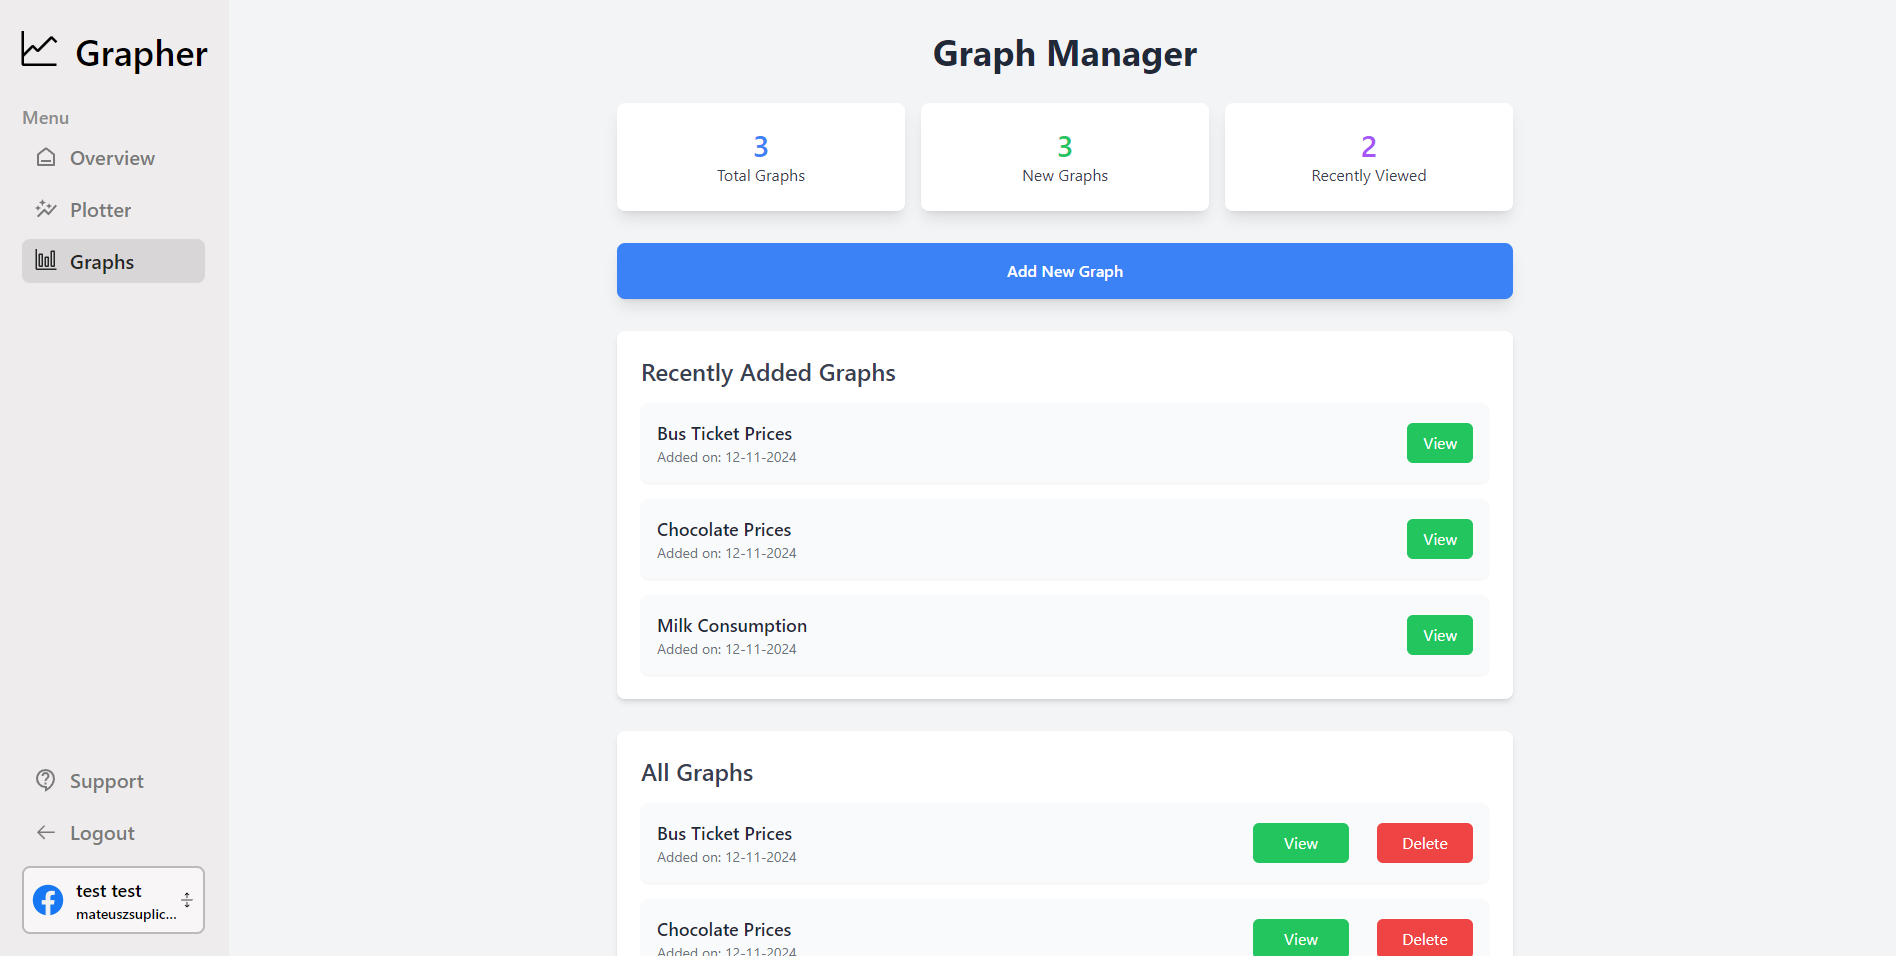 Grapher
Menu
Overview
Plotter
Graphs
Support
Logout
test test
mateuszsuplic...
Graph Manager
3
Total Graphs
3
New Graphs
2
Recently Viewed
Add New Graph
Recently Added Graphs
Bus Ticket Prices
Added on: 12-11-2024
View
Chocolate Prices
Added on: 12-11-2024
View
Milk Consumption
Added on: 12-11-2024
View
All Graphs
Bus Ticket Prices
Added on: 12-11-2024
View
Delete
Chocolate Prices
Added on: 12-11-2024
View
Delete